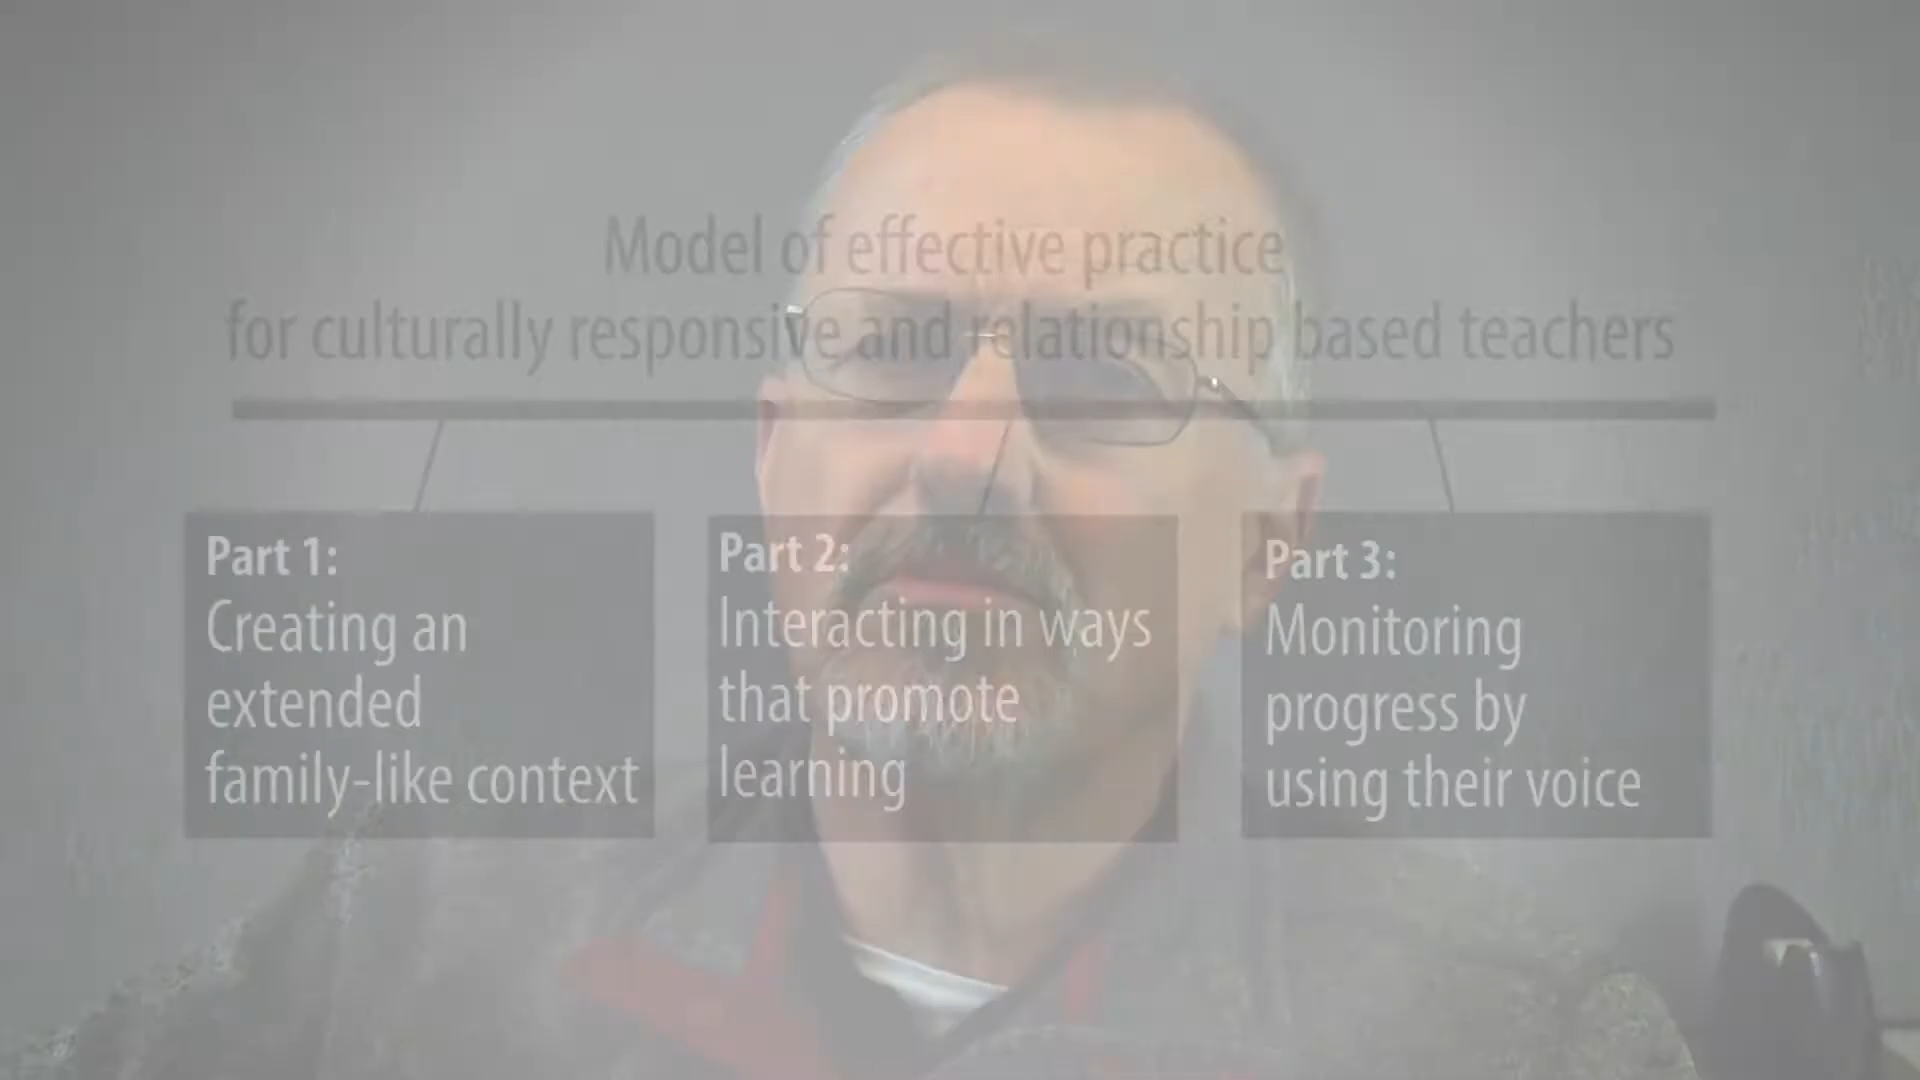 Model of effective practice
for culturally responsive and relationship based teachers
Part 1:
Creating an
extended
family-like context
Part 2:
Interacting in ways
that promote
learning
Part 3:
Monitoring
progress by
using their voice